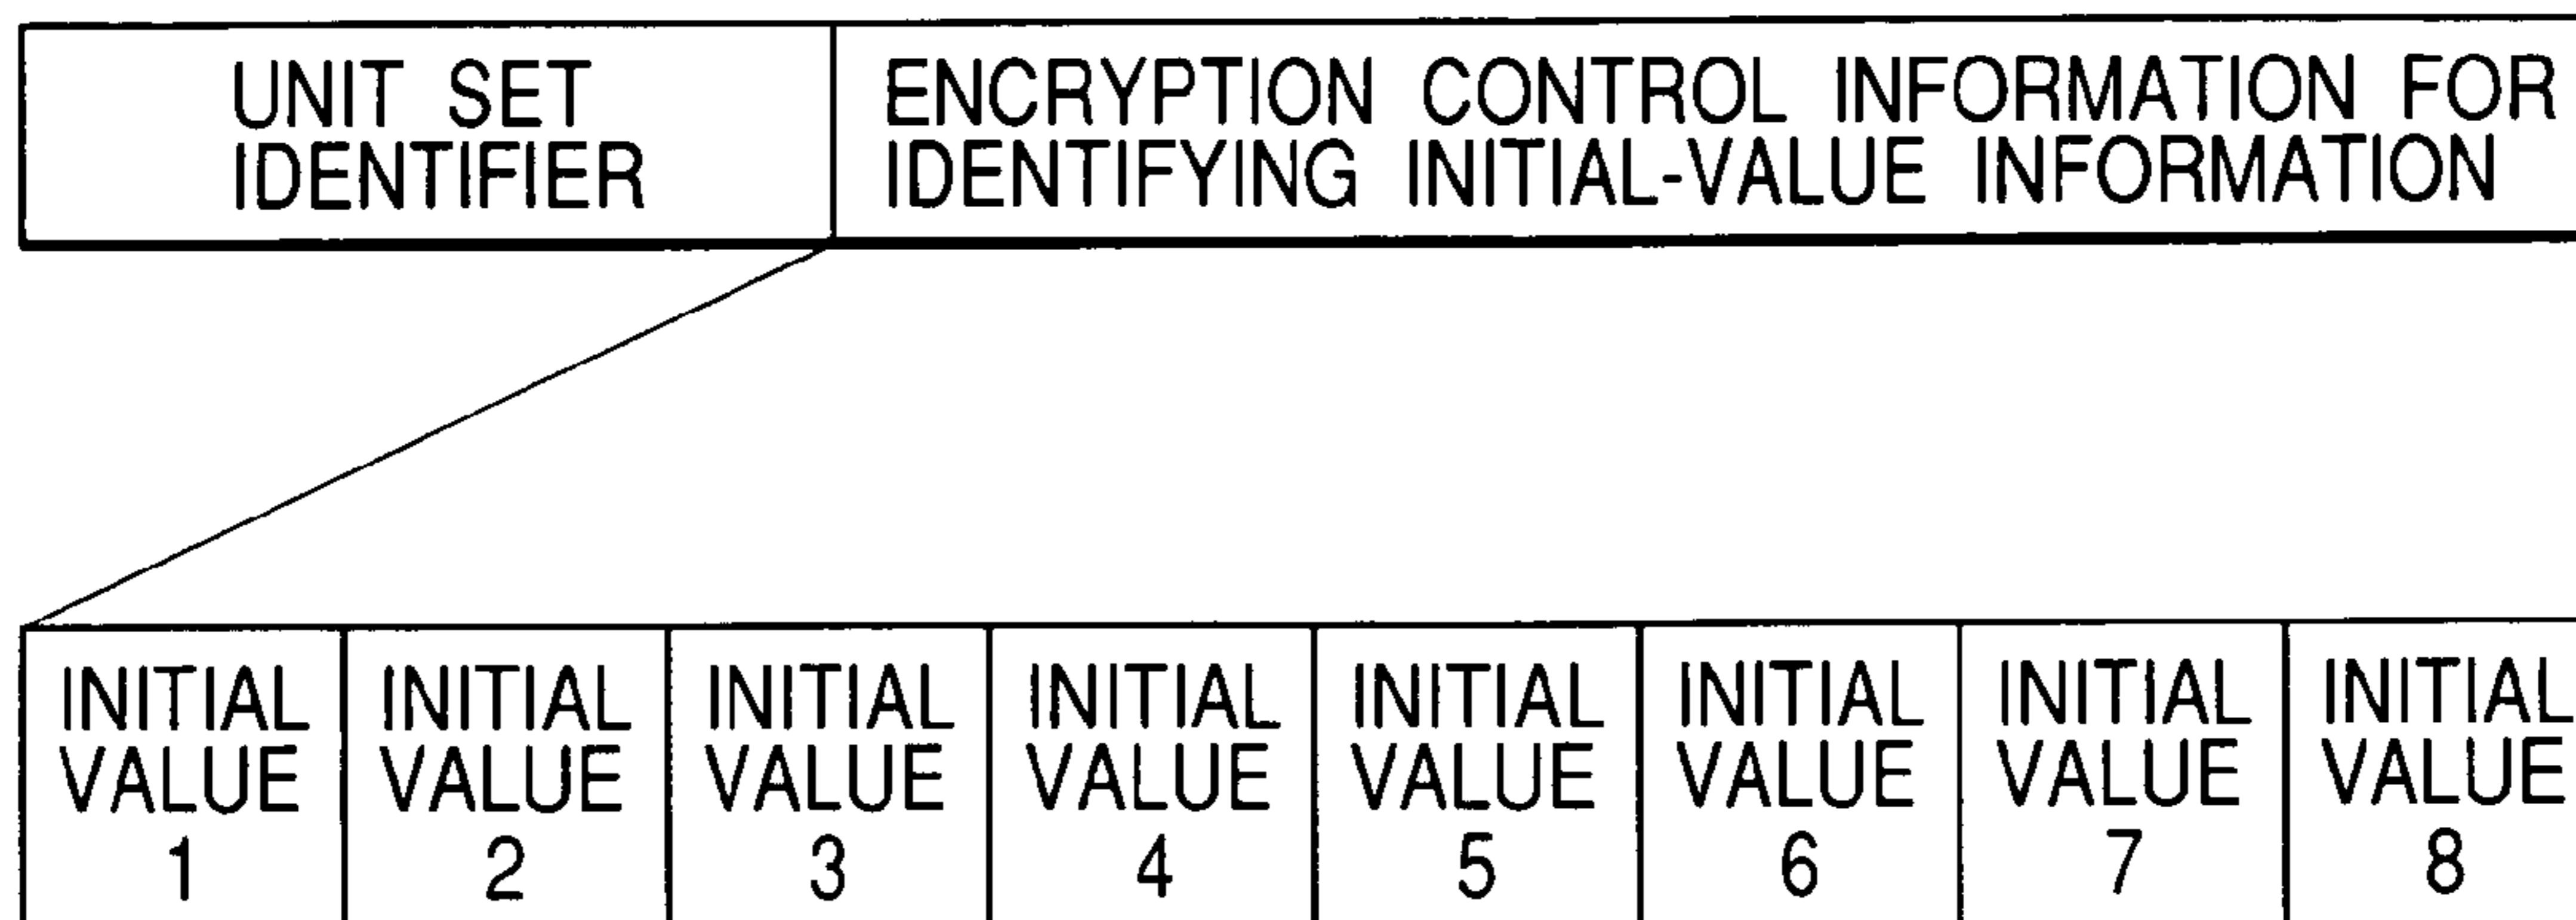 UNIT SET
IDENTIFIER
ENCRYPTION CONTROL INFORMATION FOR
IDENTIFYING INITIAL-VALUE INFORMATION
INITIAL
VALUE
1
INITIAL
VALUE
2
INITIAL
VALUE
3
INITIAL
VALUE
4
INITIAL
VALUE
5
INITIAL
VALUE
6
INITIAL
VALUE
7
INITIAL
VALUE
8